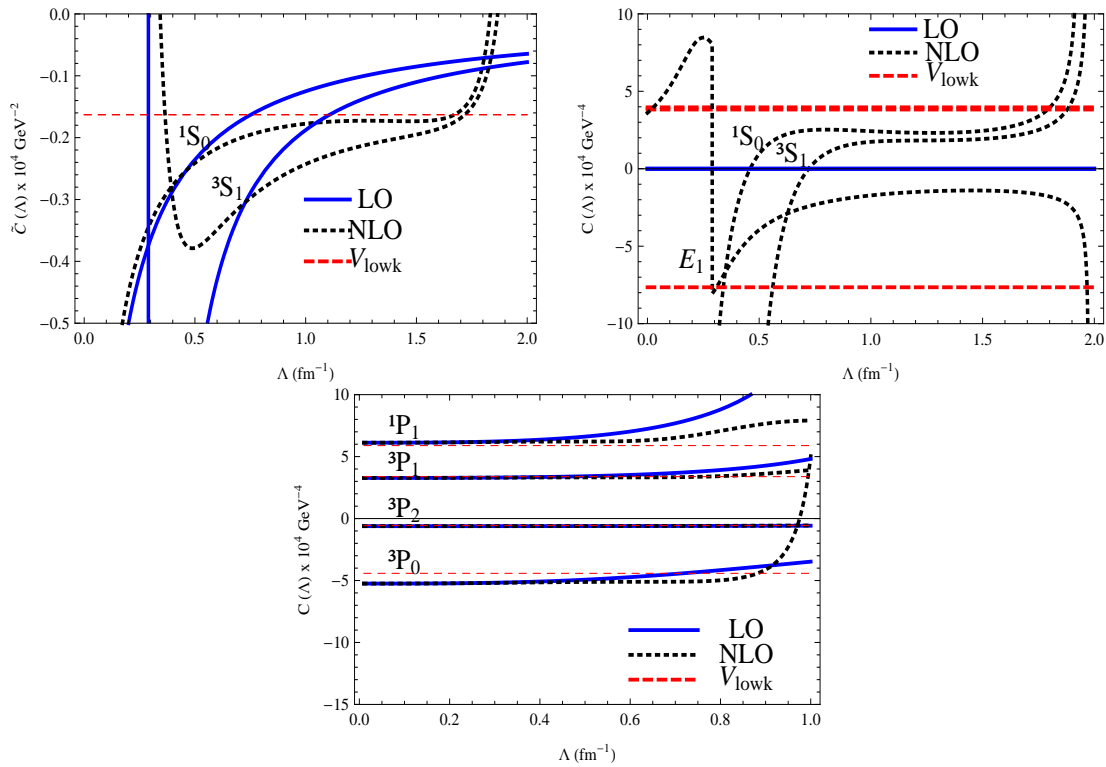 0.0
-0.1
-0.2
-0.3
-0.4
-0.5
C̃ (Λ) x 10⁴ GeV⁻²
¹S₀
³S₁
LO
NLO
V_lowk
0.0 0.5 1.0 1.5 2.0
Λ (fm⁻¹)
10
5
0
-5
-10
C (Λ) x 10⁴ GeV⁻⁴
LO
NLO
V_lowk
¹S₀
³S₁
E₁
0.0 0.5 1.0 1.5 2.0
Λ (fm⁻¹)
10
5
0
-5
-10
-15
C (Λ) x 10⁴ GeV⁻⁴
¹P₁
³P₁
³P₂
³P₀
LO
NLO
V_lowk
0.0 0.2 0.4 0.6 0.8 1.0
Λ (fm⁻¹)